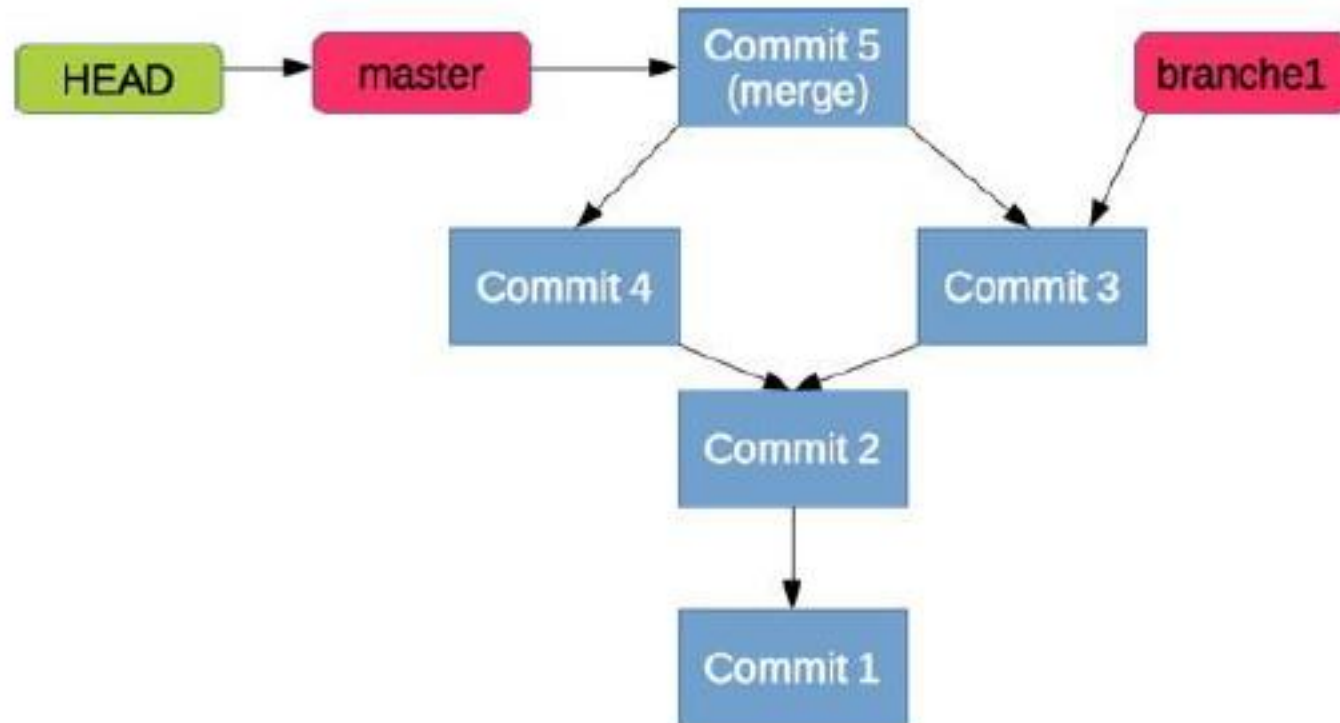 HEAD
master
Commit 5
(merge)
branche1
Commit 4
Commit 3
Commit 2
Commit 1